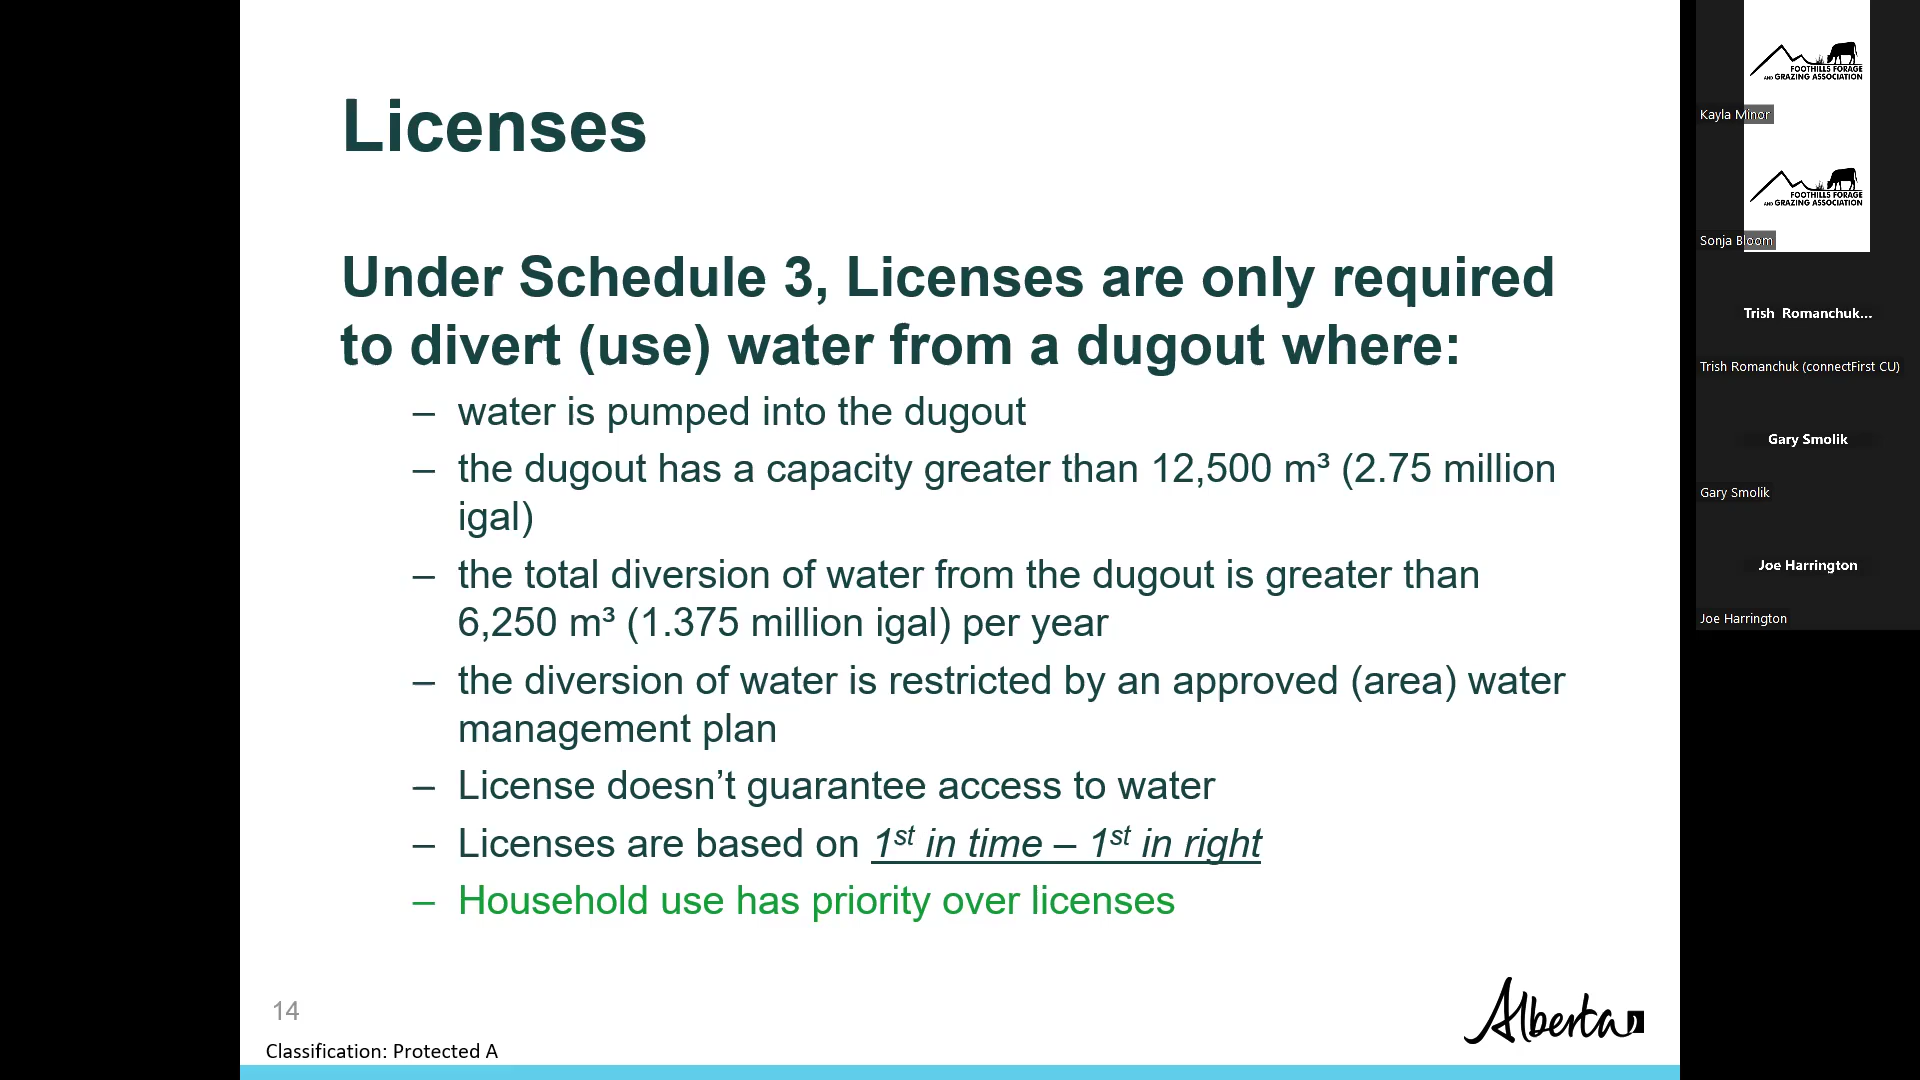 Licenses
Under Schedule 3, Licenses are only required
to divert (use) water from a dugout where:
– water is pumped into the dugout
– the dugout has a capacity greater than 12,500 m³ (2.75 million
igal)
– the total diversion of water from the dugout is greater than
6,250 m³ (1.375 million igal) per year
– the diversion of water is restricted by an approved (area) water
management plan
– License doesn’t guarantee access to water
– Licenses are based on 1st in time – 1st in right
– Household use has priority over licenses
14
Classification: Protected A
Alberta
FOOTHILLS FORAGE
AND GRAZING ASSOCIATION
Kayla Minor
FOOTHILLS FORAGE
AND GRAZING ASSOCIATION
Sonja Bloom
Trish Romanchuk...
Trish Romanchuk (connectFirst CU)
Gary Smolik
Gary Smolik
Joe Harrington
Joe Harrington